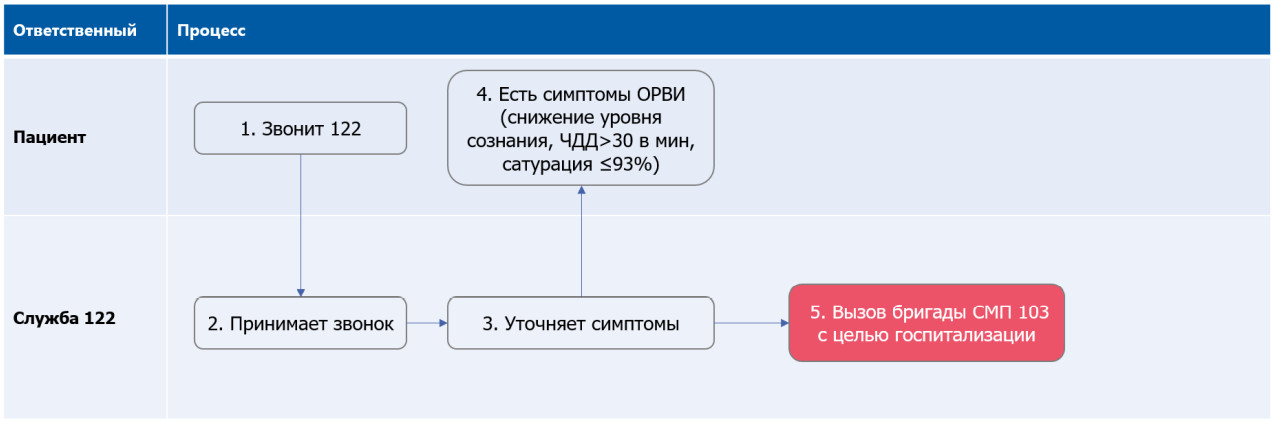 Ответственный
Процесс
Пациент
1. Звонит 122
4. Есть симптомы ОРВИ
(снижение уровня
сознания, ЧДД>30 в мин,
сатурация ≤93%)
Служба 122
2. Принимает звонок
3. Уточняет симптомы
5. Вызов бригады СМП 103
с целью госпитализации